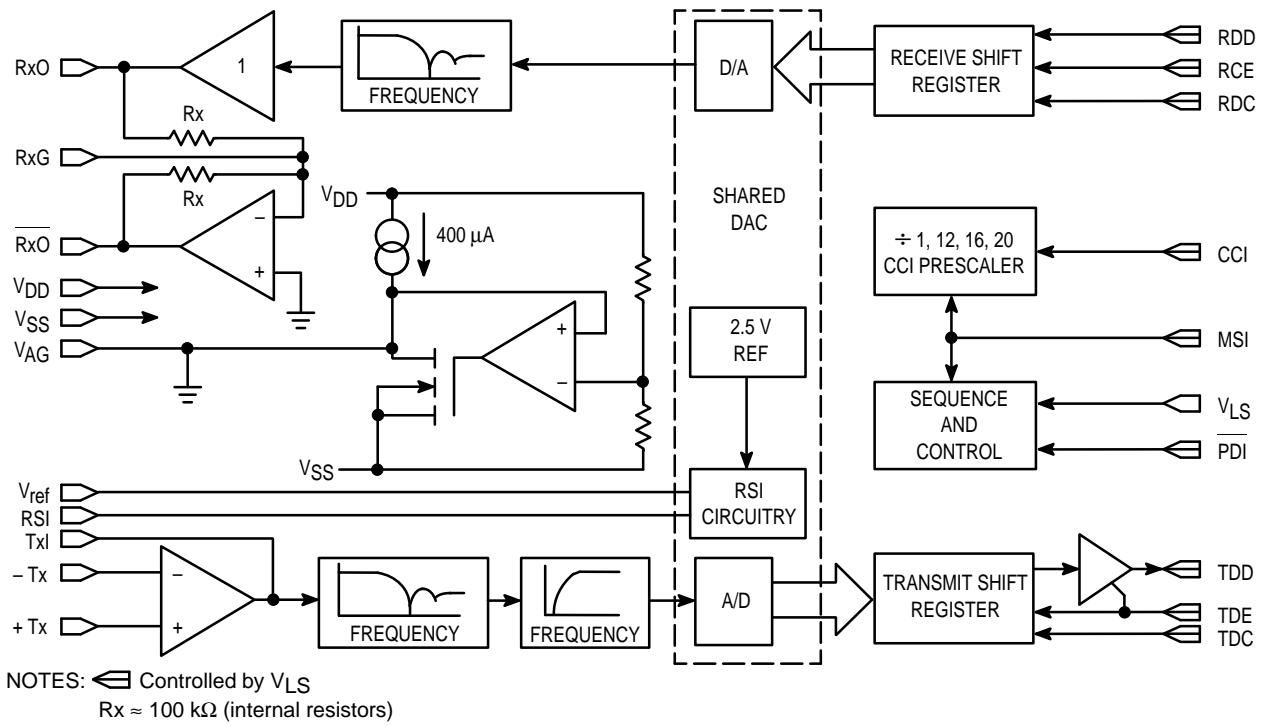 RxO
1
FREQUENCY
D/A
RECEIVE SHIFT
REGISTER
RDD
RCE
RDC
Rx
RxG
Rx
RxO
VDD
VSS
VAG
–
+
VDD
400 µA
+
–
VSS
SHARED
DAC
2.5 V
REF
RSI
CIRCUITRY
÷ 1, 12, 16, 20
CCI PRESCALER
CCI
MSI
SEQUENCE
AND
CONTROL
VLS
PDI
Vref
RSI
TxI
– Tx
+ Tx
–
+
FREQUENCY
FREQUENCY
A/D
TRANSMIT SHIFT
REGISTER
TDD
TDE
TDC
NOTES: Controlled by VLS
Rx ≈ 100 kΩ (internal resistors)